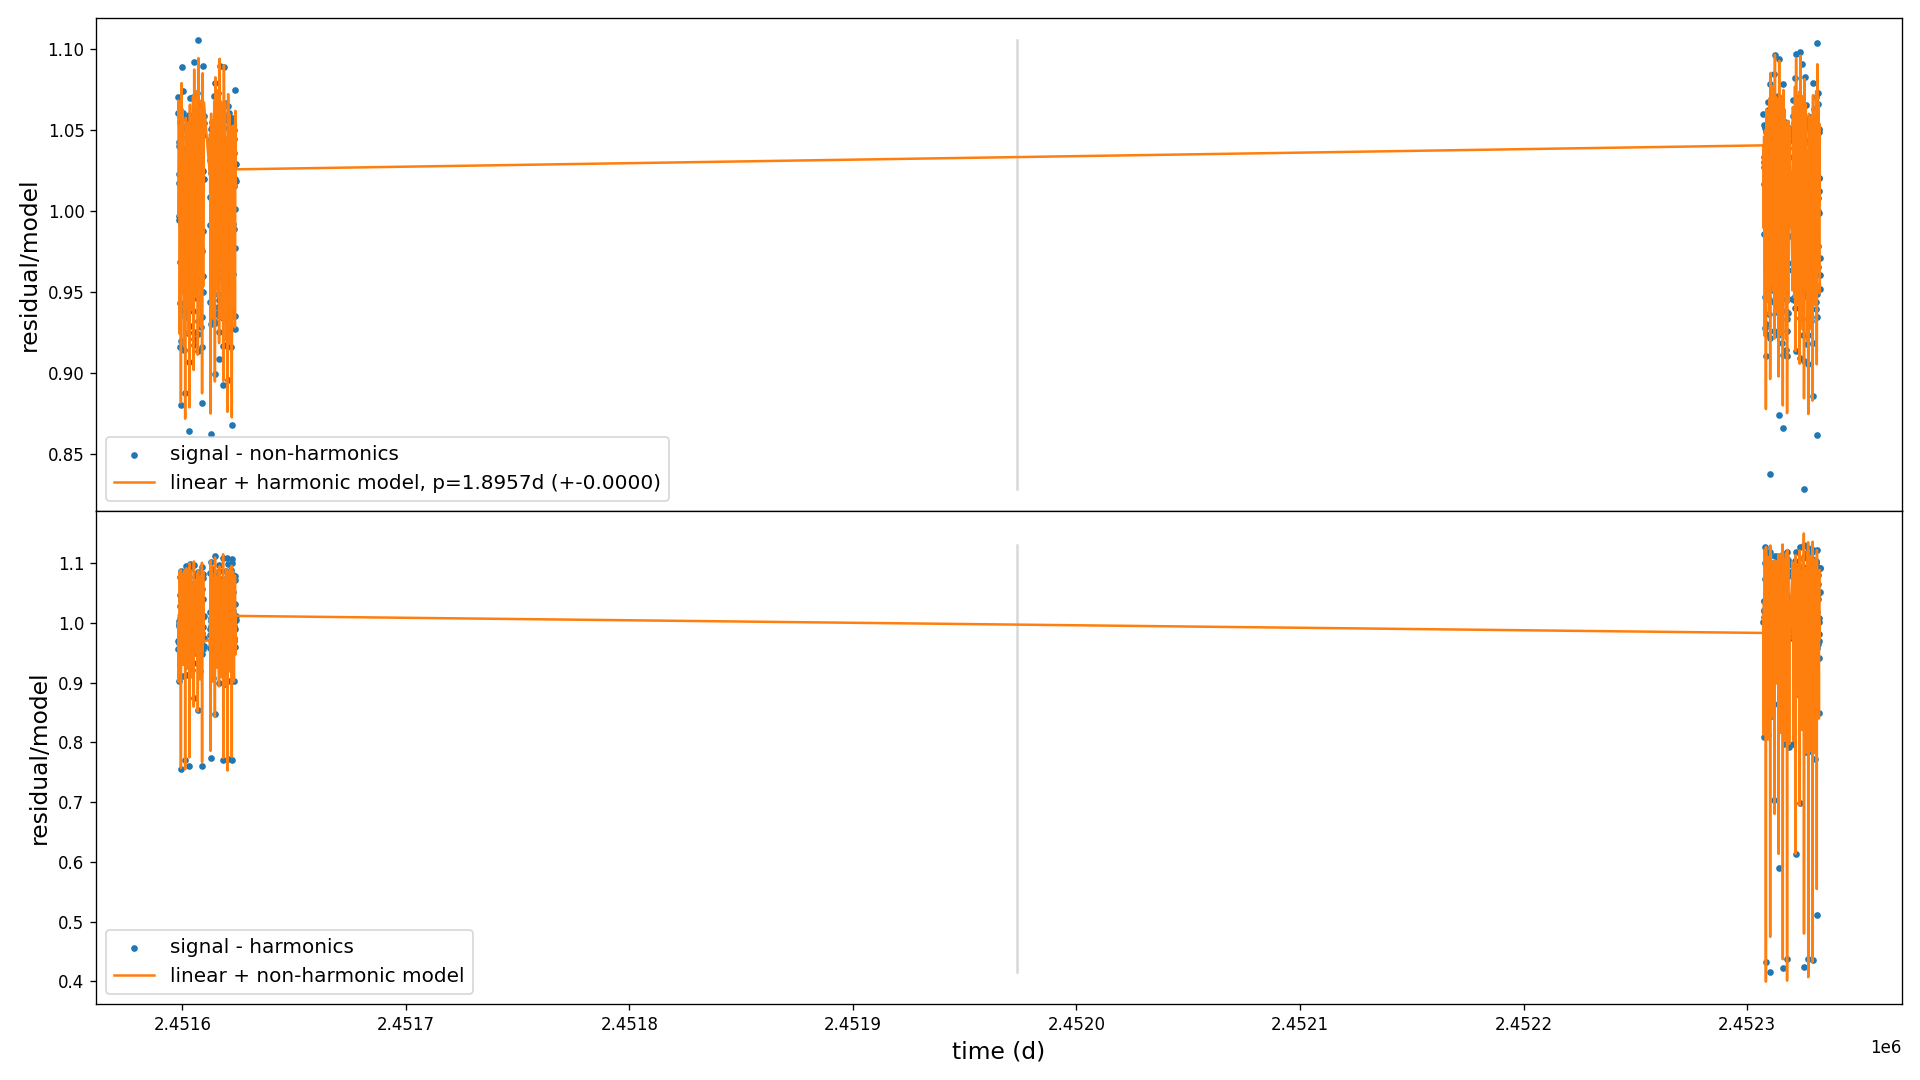 1.10
1.05
1.00
0.95
0.90
0.85
residual/model
signal - non-harmonics
linear + harmonic model, p=1.8957d (+-0.0000)
1.1
1.0
0.9
0.8
0.7
0.6
0.5
0.4
residual/model
signal - harmonics
linear + non-harmonic model
2.4516 2.4517 2.4518 2.4519 2.4520 2.4521 2.4522 2.4523
1e6
time (d)